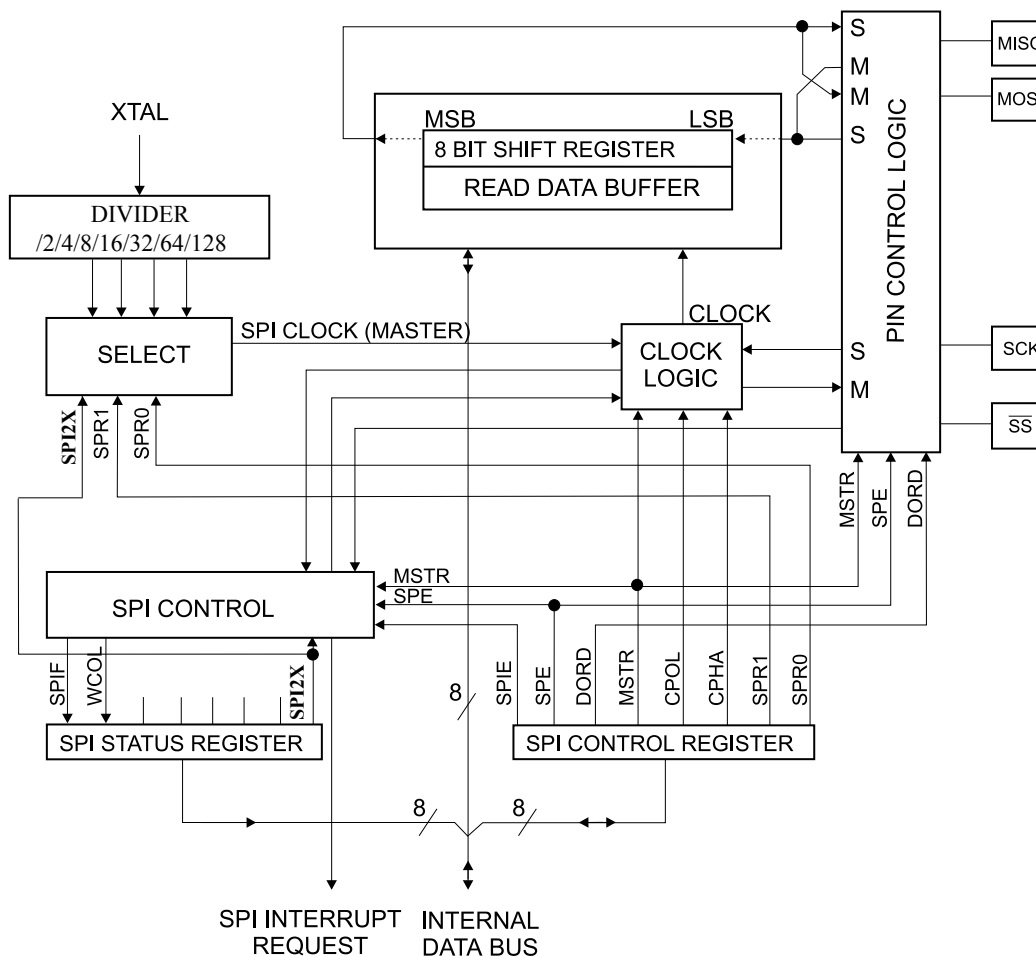 XTAL
DIVIDER
/2/4/8/16/32/64/128
SELECT
SPI2X
SPR1
SPR0
SPI CLOCK (MASTER)
MSB
LSB
8 BIT SHIFT REGISTER
READ DATA BUFFER
CLOCK
CLOCK
LOGIC
S
M
M
S
S
M
PIN CONTROL LOGIC
MISO
MOS
SCK
SS
MSTR
SPE
DORD
SPI CONTROL
MSTR
SPE
SPIF
WCOL
SPI2X
SPI STATUS REGISTER
8
SPIE
SPE
DORD
MSTR
CPOL
CPHA
SPR1
SPR0
SPI CONTROL REGISTER
8
8
SPI INTERRUPT
REQUEST
INTERNAL
DATA BUS